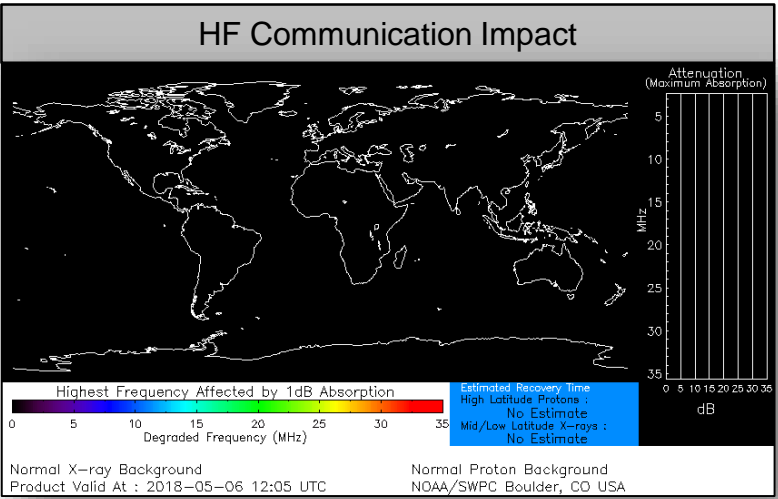 HF Communication Impact
Attenuation
(Maximum Absorption)
5
10
15
20
25
30
35
MHz
0 5 10 15 20 25 30 35
dB
Highest Frequency Affected by 1dB Absorption
0 5 10 15 20 25 30 35
Degraded Frequency (MHz)
Estimated Recovery Time
High Latitude Protons :
No Estimate
Mid/Low Latitude X-rays :
No Estimate
Normal X-ray Background
Normal Proton Background
Product Valid At : 2018-05-06 12:05 UTC
NOAA/SWPC Boulder, CO USA